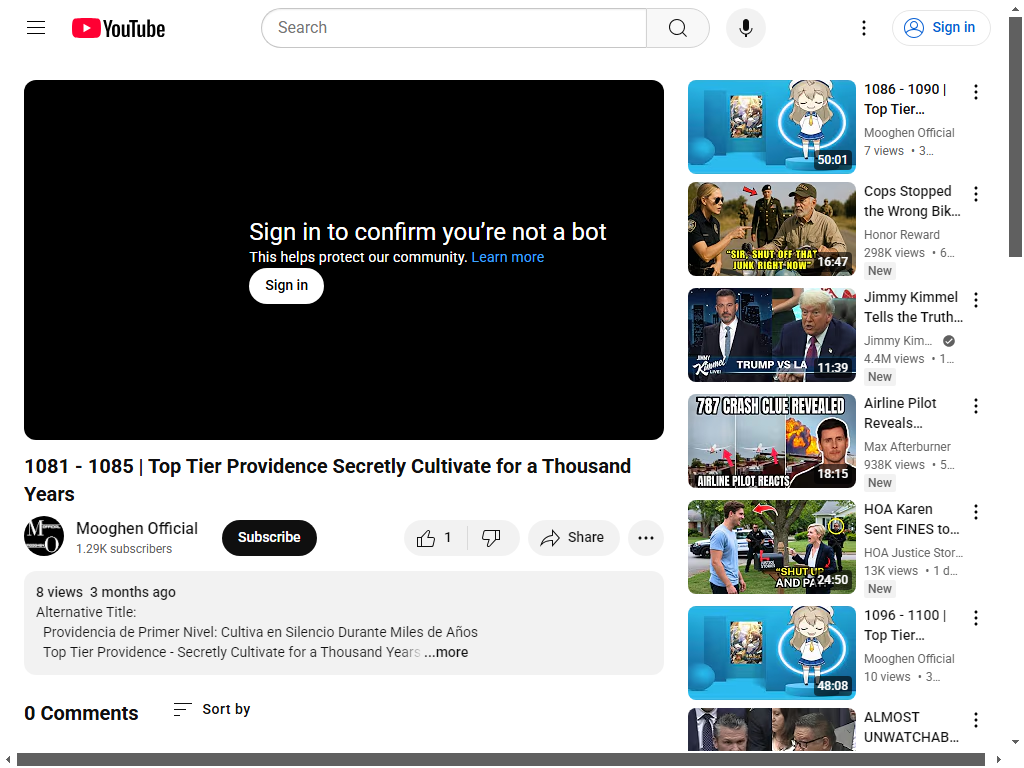 YouTube
Search
Sign in
Sign in to confirm you’re not a bot
This helps protect our community. Learn more
Sign in
1081 - 1085 | Top Tier Providence Secretly Cultivate for a Thousand
Years
Mooghen Official
1.29K subscribers
Subscribe
1
Share
8 views 3 months ago
Alternative Title:
Providencia de Primer Nivel: Cultiva en Silencio Durante Miles de Años
Top Tier Providence - Secretly Cultivate for a Thousand Years ...more
0 Comments
Sort by
50:01
1086 - 1090 |
Top Tier...
Mooghen Official
7 views • 3...
"SIR, SHUT OFF THAT
JUNK RIGHT NOW"
16:47
Cops Stopped
the Wrong Bik...
Honor Reward
298K views • 6...
New
JIMMY
KIMMEL
LIVE!
TRUMP VS LA
11:39
Jimmy Kimmel
Tells the Truth...
Jimmy Kim...
4.4M views • 1...
New
787 CRASH CLUE REVEALED
AIRLINE PILOT REACTS
18:15
Airline Pilot
Reveals...
Max Afterburner
938K views • 5...
New
"SHUT UP
AND PA
24:50
HOA Karen
Sent FINES to...
HOA Justice Stor...
13K views • 1 d...
New
48:08
1096 - 1100 |
Top Tier...
Mooghen Official
10 views • 3...
ALMOST
UNWATCHAB...